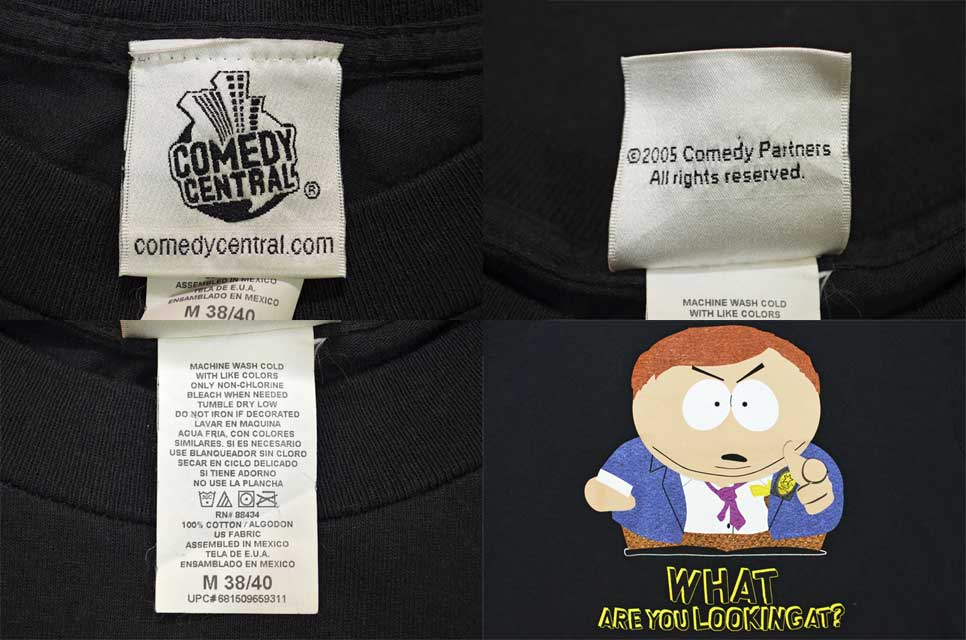 COMEDY
CENTRAL
®
comedycentral.com
ASSEMBLED IN MEXICO
TELA DE E.U.A.
ENSAMBLADO EN MEXICO
M 38/40
©2005 Comedy Partners
All rights reserved.
MACHINE WASH COLD
WITH LIKE COLORS
MACHINE WASH COLD
WITH LIKE COLORS
ONLY NON-CHLORINE
BLEACH WHEN NEEDED
TUMBLE DRY LOW
DO NOT IRON IF DECORATED
LAVAR EN MAQUINA
AGUA FRIA, CON COLORES
SIMILARES. SI ES NECESARIO
USE BLANQUEADOR SIN CLORO
SECAR EN CICLO DELICADO
SI TIENE ADORNO
NO USE LA PLANCHA
RN# 88434
100% COTTON / ALGODON
US FABRIC
ASSEMBLED IN MEXICO
TELA DE E.U.A.
ENSAMBLADO EN MEXICO
M 38/40
UPC#681509659311
WHAT
ARE YOU LOOKING AT?